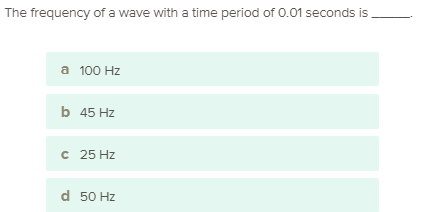 The frequency of a wave with a time period of 0.01 seconds is ______.
a 100 Hz
b 45 Hz
c 25 Hz
d 50 Hz